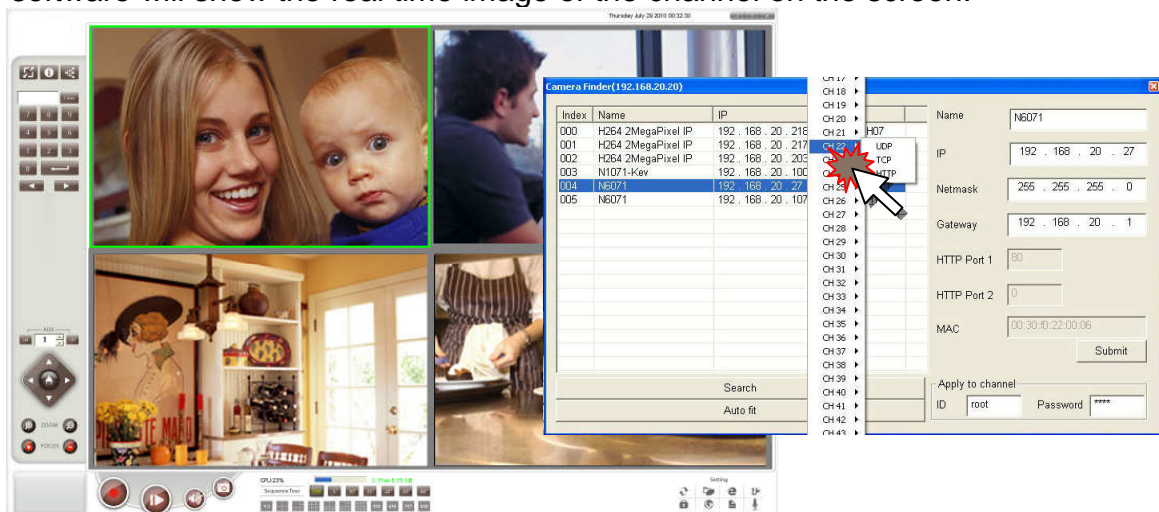 software will show the real time image of the channel on the screen.
Thursday July 29 2010 00:32:30
AUX
1
ZOOM
FOCUS
CPU:23%
Sequence Tour
Setting
Camera Finder(192.168.20.20)
Index Name IP
000 H264 2MegaPixel IP 192 . 168 . 20 . 218 H07
001 H264 2MegaPixel IP 192 . 168 . 20 . 217
002 H264 2MegaPixel IP 192 . 168 . 20 . 203
003 N1071-Kev 192 . 168 . 20 . 100
004 N6071 192 . 168 . 20 . 27
005 N6071 192 . 168 . 20 . 107
Search
Auto fit
CH 17
CH 18
CH 19
CH 20
CH 21
CH 22
CH 25
CH 26
CH 27
CH 28
CH 29
CH 30
CH 31
CH 32
CH 33
CH 34
CH 35
CH 36
CH 37
CH 38
CH 39
CH 40
CH 41
CH 42
CH 43
UDP
TCP
HTTP
Name N6071
IP 192 . 168 . 20 . 27
Netmask 255 . 255 . 255 . 0
Gateway 192 . 168 . 20 . 1
HTTP Port 1 80
HTTP Port 2 0
MAC 00:30:f0:22:00:06
Submit
Apply to channel
ID root Password ****